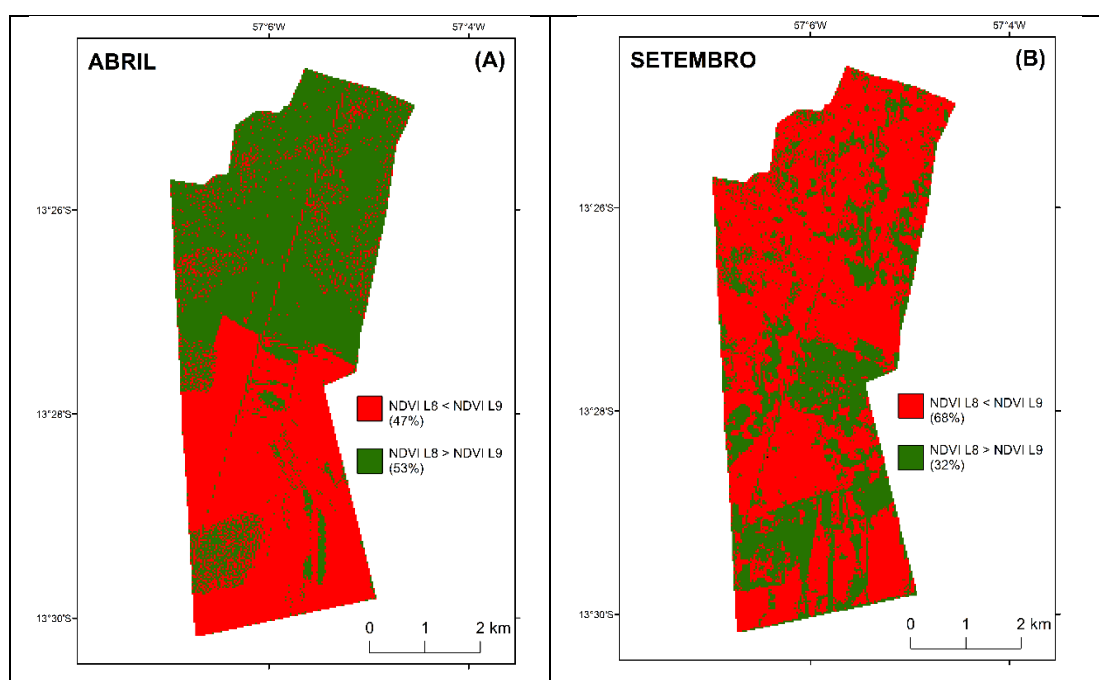 57°6'W 57°4'W
ABRIL (A)
13°26'S
13°28'S
13°30'S
NDVI L8 < NDVI L9
(47%)
NDVI L8 > NDVI L9
(53%)
0 1 2 km
57°6'W 57°4'W
SETEMBRO (B)
13°26'S
13°28'S
13°30'S
NDVI L8 < NDVI L9
(68%)
NDVI L8 > NDVI L9
(32%)
0 1 2 km